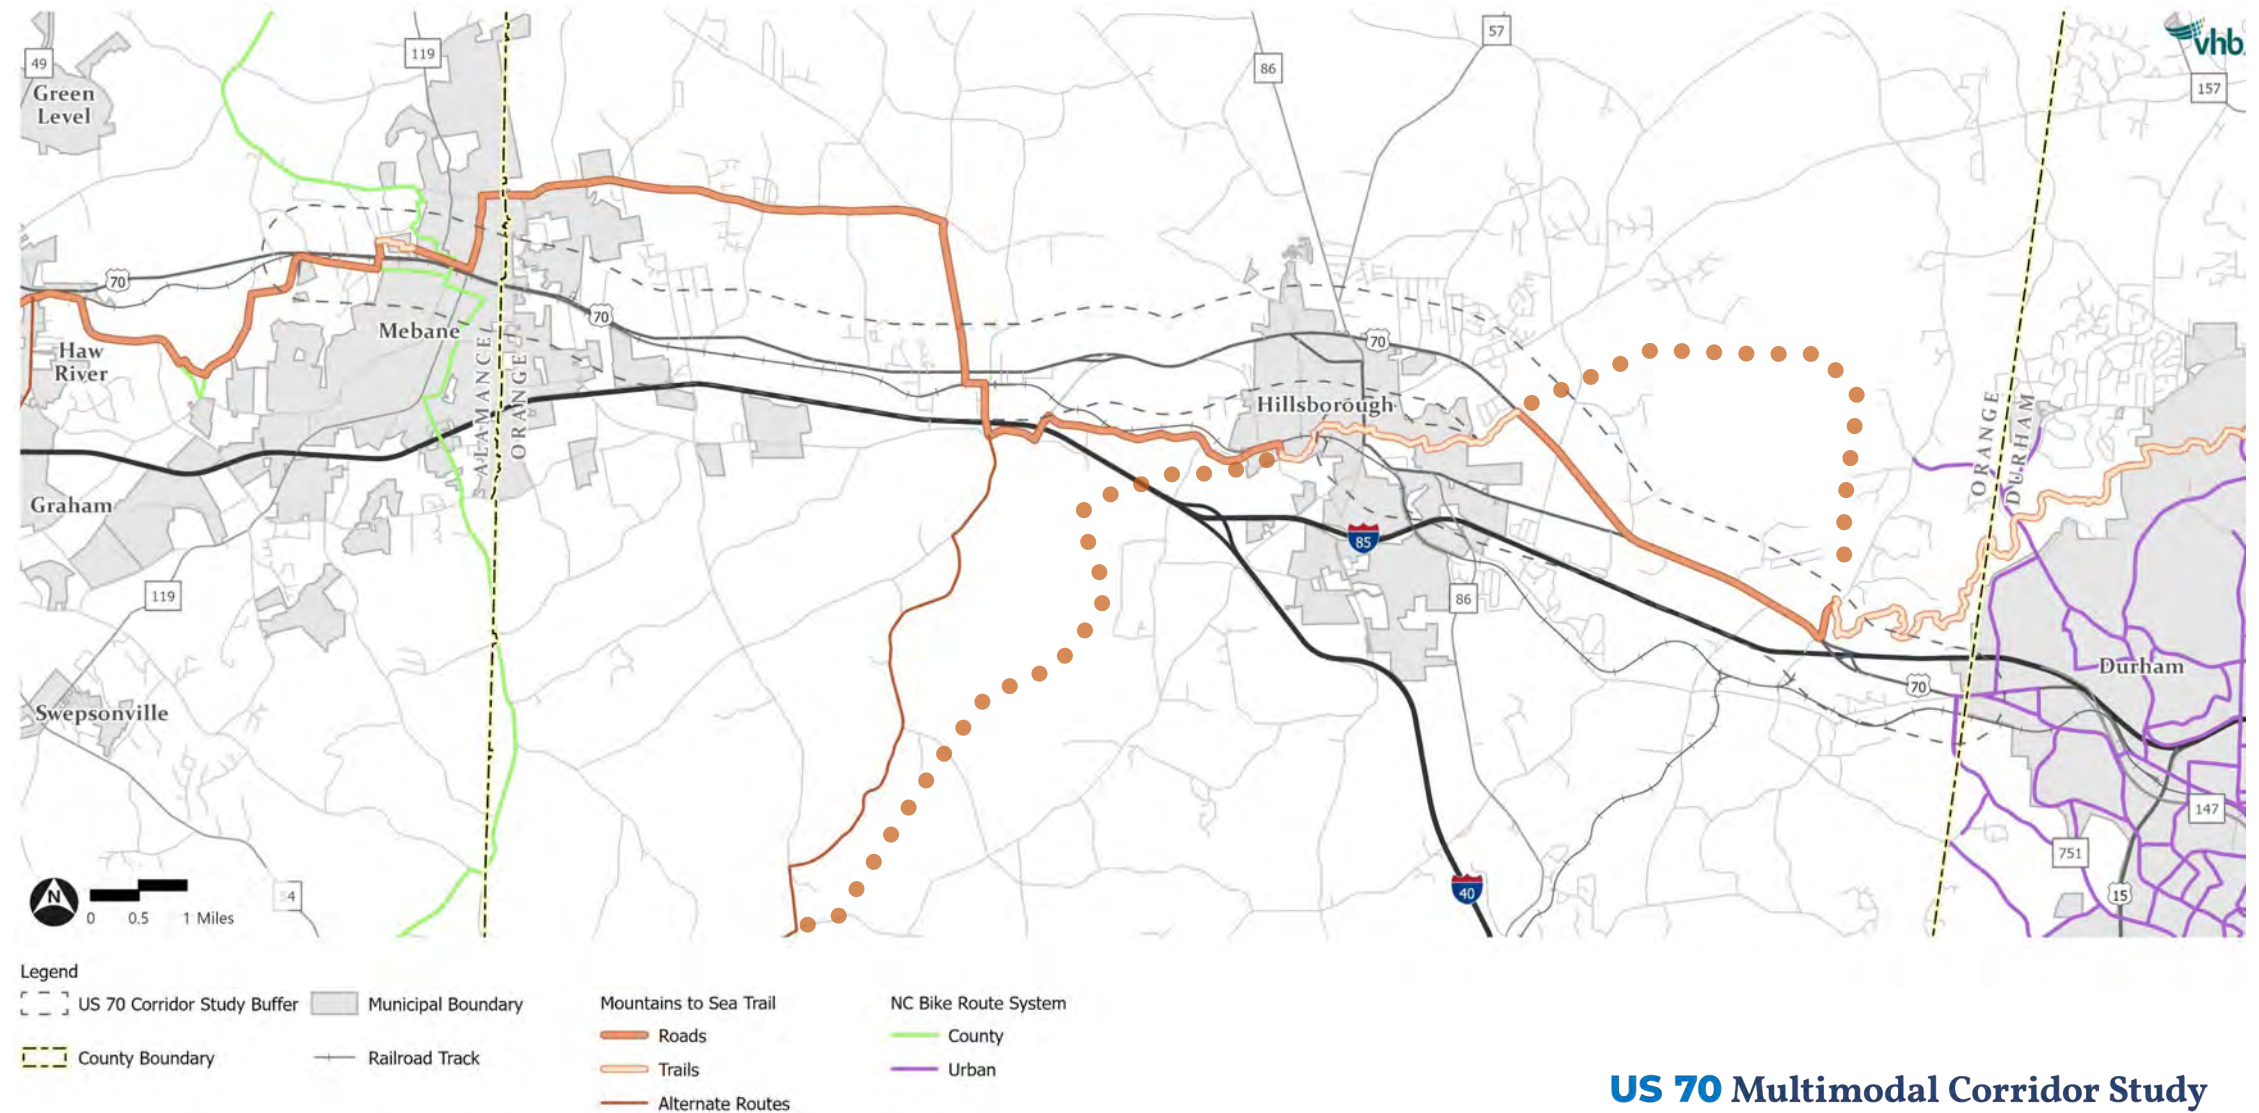 49
Green
Level
119
86
57
vhb
157
70
Mebane
70
70
Haw
River
ALAMANCE
ORANGE
Hillsborough
ORANGE
DURHAM
Graham
85
119
86
Durham
70
Swepsonville
147
751
54
40
15
N
0 0.5 1 Miles
Legend
US 70 Corridor Study Buffer
Municipal Boundary
County Boundary
Railroad Track
Mountains to Sea Trail
Roads
Trails
Alternate Routes
NC Bike Route System
County
Urban
US 70 Multimodal Corridor Study